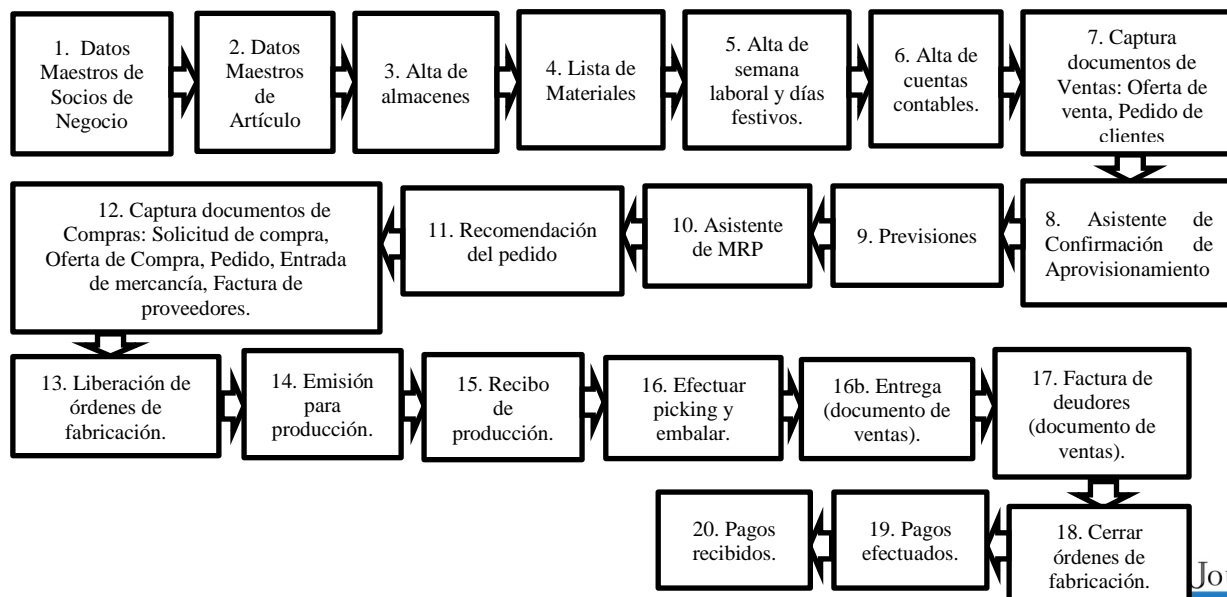 1. Datos
Maestros de
Socios de
Negocio
2. Datos
Maestros
de
Artículo
3. Alta de
almacenes
4. Lista de
Materiales
5. Alta de
semana
laboral y días
festivos.
6. Alta de
cuentas
contables.
7. Captura
documentos de
Ventas: Oferta de
venta, Pedido de
clientes
8. Asistente de
Confirmación de
Aprovisionamiento
9. Previsiones
10. Asistente
de MRP
11. Recomendación
del pedido
12. Captura documentos de
Compras: Solicitud de compra,
Oferta de Compra, Pedido, Entrada
de mercancía, Factura de
proveedores.
13. Liberación de
órdenes de
fabricación.
14. Emisión
para
producción.
15. Recibo
de
producción.
16. Efectuar
picking y
embalar.
16b. Entrega
(documento de
ventas).
17. Factura de
deudores
(documento de
ventas).
18. Cerrar
órdenes de
fabricación.
19. Pagos
efectuados.
20. Pagos
recibidos.